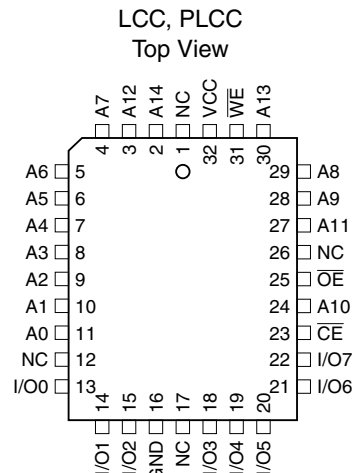 LCC, PLCC
Top View
A7 A12 A14 NC VCC WE A13
4 3 2 1 32 31 30
A6 5 29 A8
A5 6 28 A9
A4 7 27 A11
A3 8 26 NC
A2 9 25 OE
A1 10 24 A10
A0 11 23 CE
NC 12 22 I/O7
I/O0 13 21 I/O6
14 15 16 17 18 19 20
I/O1 I/O2 GND NC I/O3 I/O4 I/O5